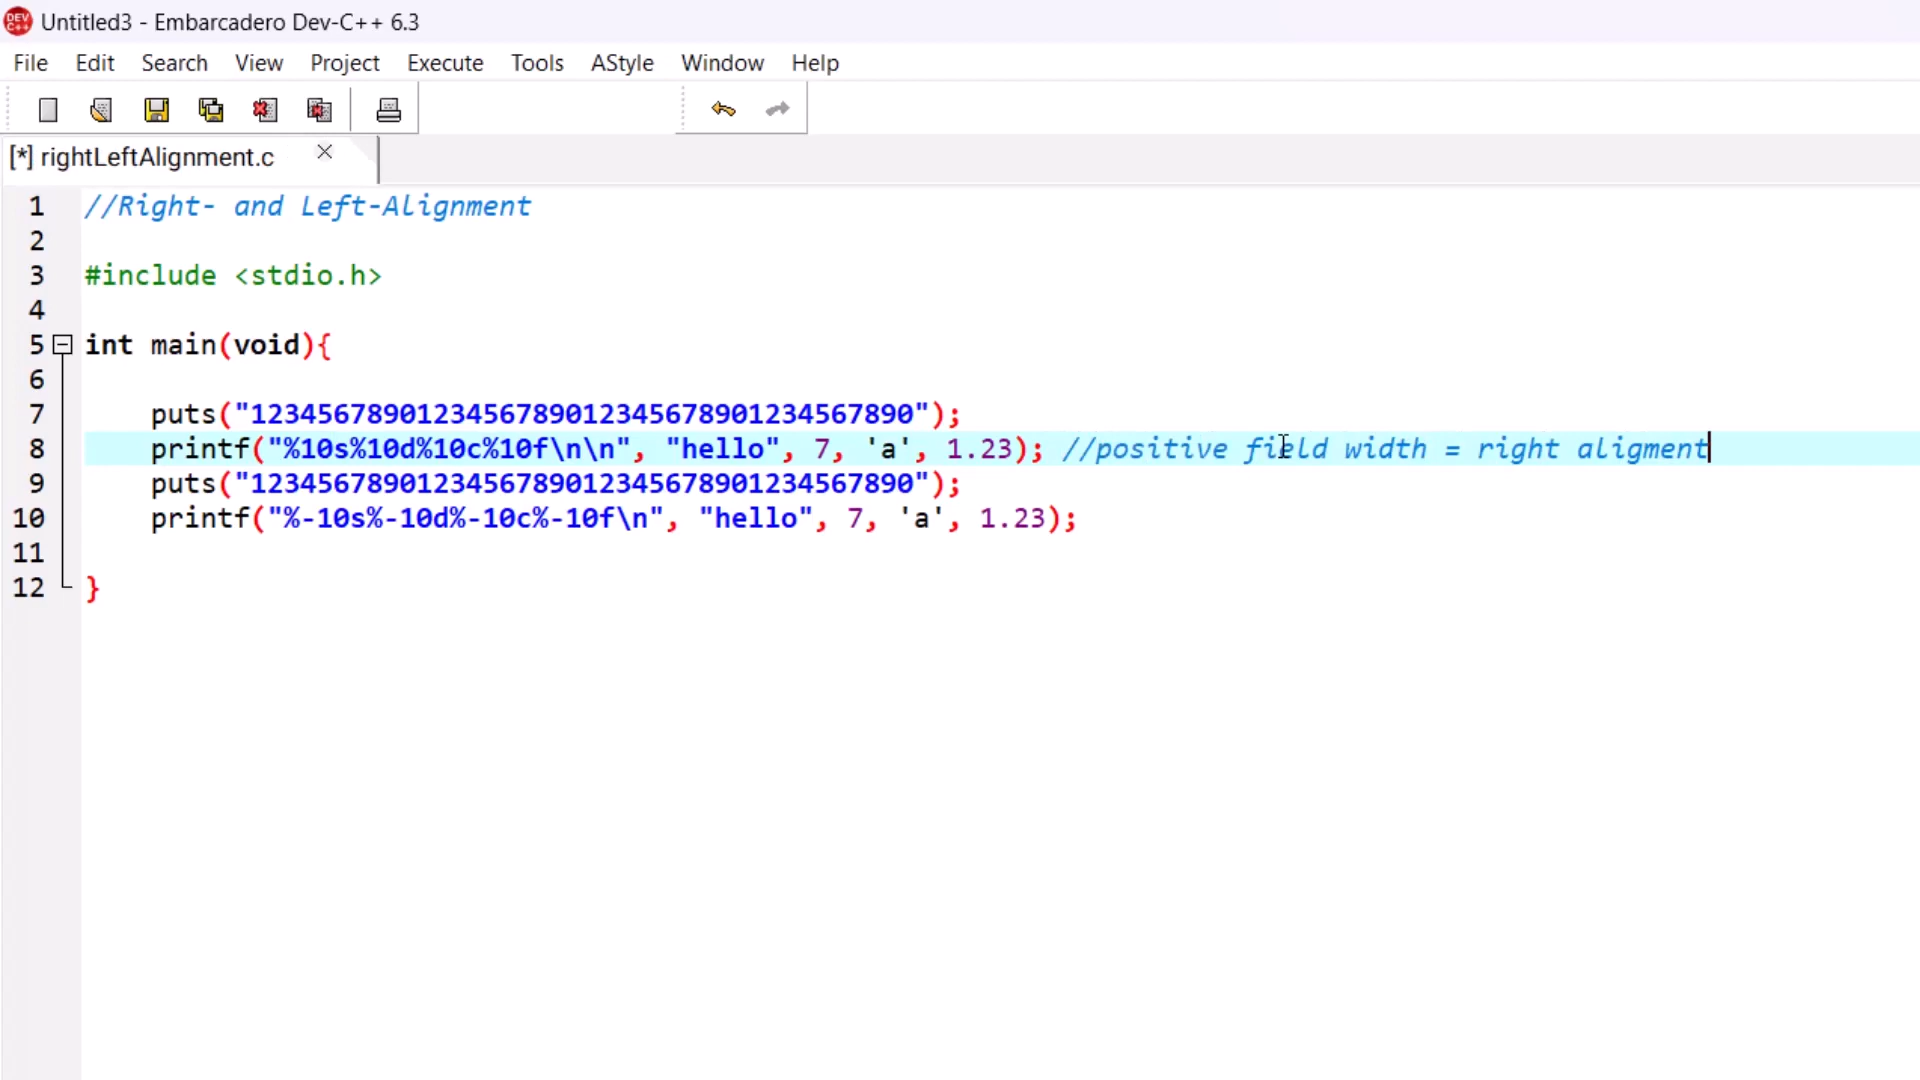 Untitled3 - Embarcadero Dev-C++ 6.3
File Edit Search View Project Execute Tools AStyle Window Help
[*] rightLeftAlignment.c
1 //Right- and Left-Alignment
2
3 #include <stdio.h>
4
5 int main(void){
6
7 puts("1234567890123456789012345678901234567890");
8 printf("%10s%10d%10c%10f\n\n", "hello", 7, 'a', 1.23); //positive field width = right aligment
9 puts("1234567890123456789012345678901234567890");
10 printf("%-10s%-10d%-10c%-10f\n", "hello", 7, 'a', 1.23);
11
12 }